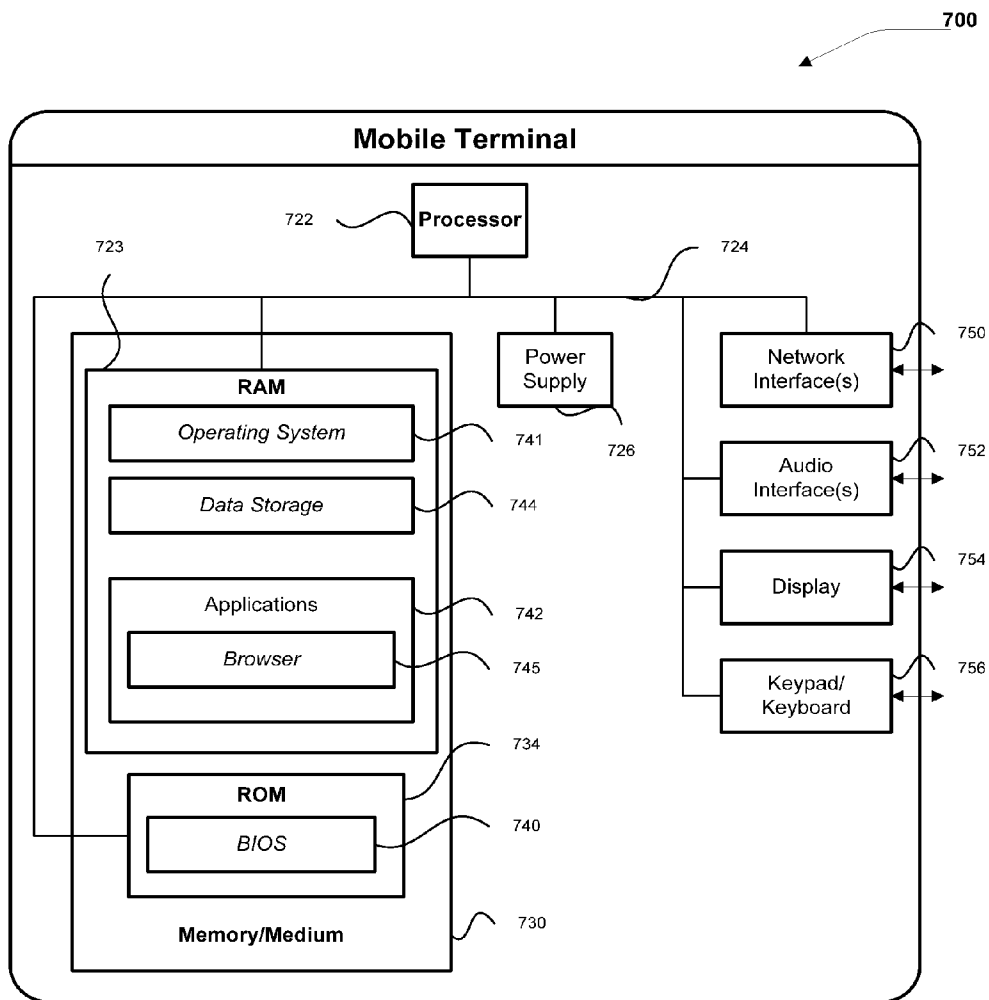 700
Mobile Terminal
722
Processor
723
724
RAM
Operating System
741
Data Storage
744
Applications
742
Browser
745
ROM
734
BIOS
740
Memory/Medium
730
Power
Supply
726
Network
Interface(s)
750
Audio
Interface(s)
752
Display
754
Keypad/
Keyboard
756